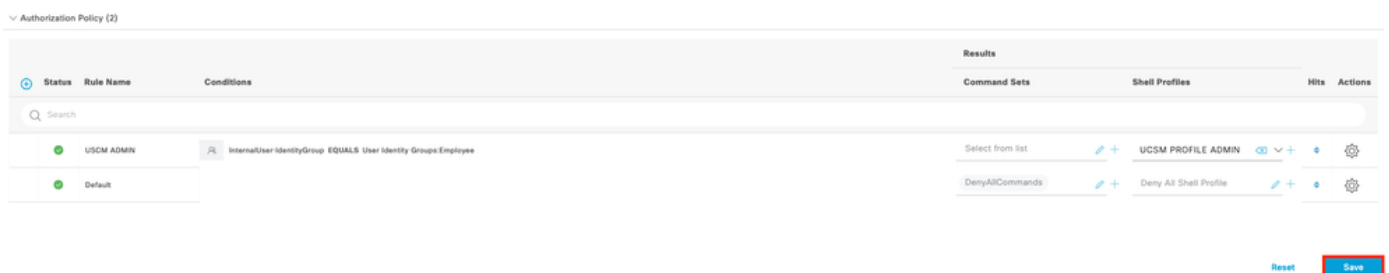 Authorization Policy (2)
Results
Status Rule Name Conditions Command Sets Shell Profiles Hits Actions
Search
USCM ADMIN InternalUser·IdentityGroup EQUALS User Identity Groups:Employee Select from list UCSM PROFILE ADMIN
Default DenyAllCommands Deny All Shell Profile
Reset Save